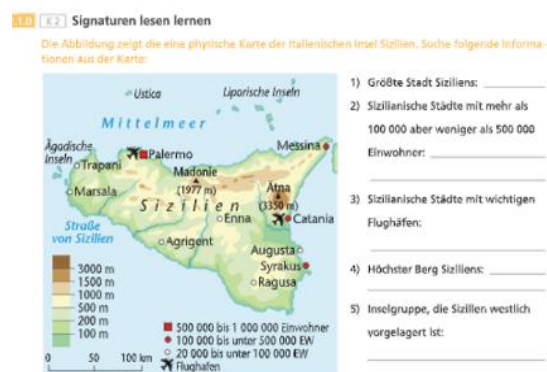 1.0 K 2 Signaturen lesen lernen
Die Abbildung zeigt die eine physische Karte der Italienischen Insel Sizilien. Suche folgende Informa-
tionen aus der Karte:
Ustica
Liparische Inseln
Mittelmeer
Ägadische
Inseln
Trapani
Palermo
Messina
Madonie
(1977 m)
Ätna
(3350 m)
Marsala
Sizilien
Enna
Catania
Straße
von Sizilien
Agrigent
Augusta
Syrakus
Ragusa
3000 m
1500 m
1000 m
500 m
200 m
100 m
500 000 bis 1 000 000 Einwohner
100 000 bis unter 500 000 EW
20 000 bis unter 100 000 EW
Flughafen
0 50 100 km
1) Größte Stadt Siziliens:
2) Sizilianische Städte mit mehr als
100 000 aber weniger als 500 000
Einwohner:
3) Sizilianische Städte mit wichtigen
Flughäfen:
4) Höchster Berg Siziliens:
5) Inselgruppe, die Sizilien westlich
vorgelagert ist: